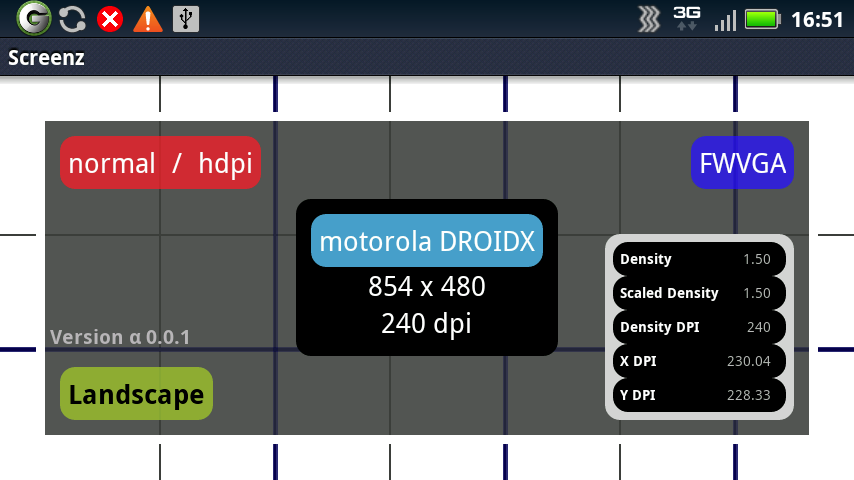 3G 16:51
Screenz
normal / hdpi
FWVGA
motorola DROIDX
854 x 480
240 dpi
Density 1.50
Scaled Density 1.50
Density DPI 240
X DPI 230.04
Y DPI 228.33
Version α 0.0.1
Landscape